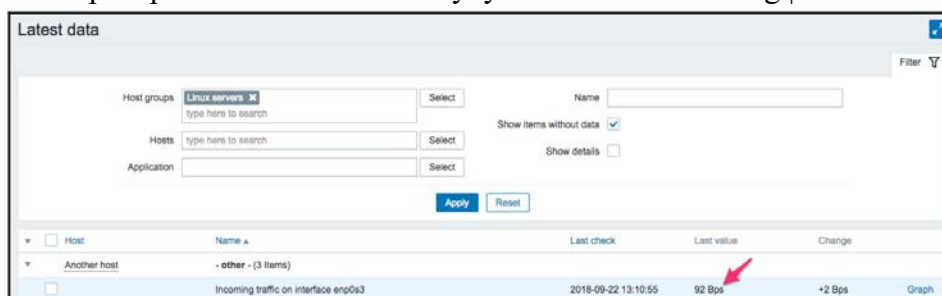 Latest data
Filter
Host groups Linux servers ✕ Select Name
type here to search
Show items without data
Hosts type here to search Select
Show details
Application Select
Apply Reset
Host Name Last check Last value Change
Another host - other - (3 Items)
Incoming traffic on interface enp0s3 2018-09-22 13:10:55 92 Bps +2 Bps Graph